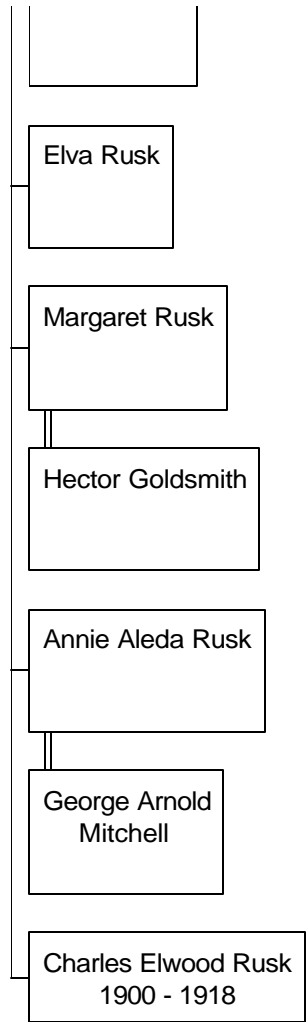 Elva Rusk
Margaret Rusk
Hector Goldsmith
Annie Aleda Rusk
George Arnold
Mitchell
Charles Elwood Rusk
1900 - 1918